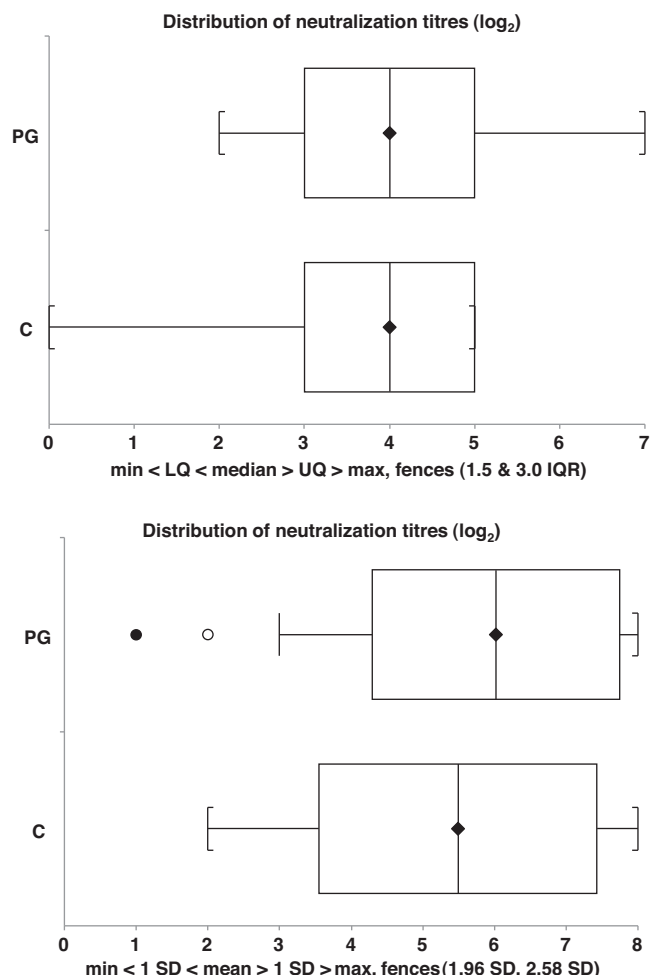 Distribution of neutralization titres (log₂)
PG
C
0 1 2 3 4 5 6 7
min < LQ < median > UQ > max, fences (1.5 & 3.0 IQR)
Distribution of neutralization titres (log₂)
PG
C
0 1 2 3 4 5 6 7 8
min < 1 SD < mean > 1 SD > max, fences(1.96 SD, 2.58 SD)